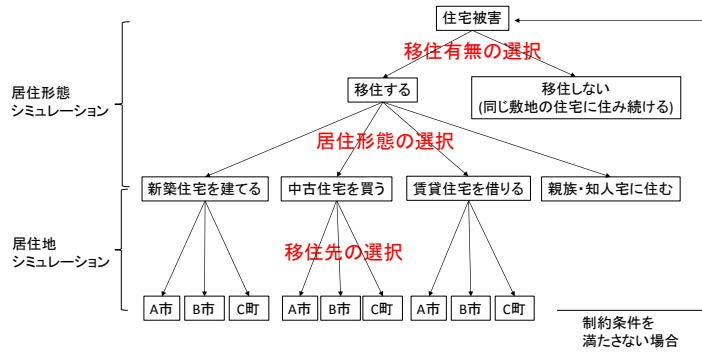 住宅被害
移住有無の選択
居住形態
シミュレーション
移住する
移住しない
(同じ敷地の住宅に住み続ける)
居住形態の選択
新築住宅を建てる
中古住宅を買う
賃貸住宅を借りる
親族・知人宅に住む
居住地
シミュレーション
移住先の選択
A市
B市
C町
A市
B市
C町
A市
B市
C町
制約条件を
満たさない場合